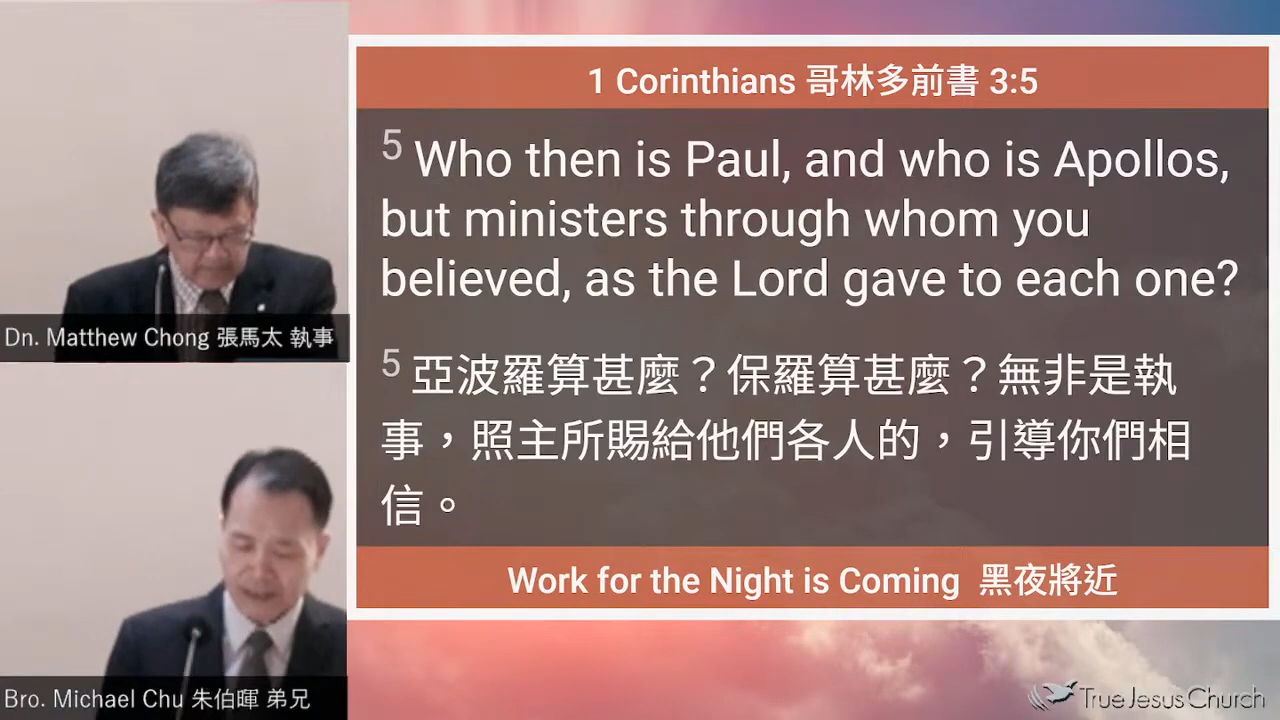 Dn. Matthew Chong 張馬太 執事
Bro. Michael Chu 朱伯暉 弟兄
1 Corinthians 哥林多前書 3:5
5 Who then is Paul, and who is Apollos,
but ministers through whom you
believed, as the Lord gave to each one?
5 亞波羅算甚麼？保羅算甚麼？無非是執
事，照主所賜給他們各人的，引導你們相
信。
Work for the Night is Coming 黑夜將近
True Jesus Church